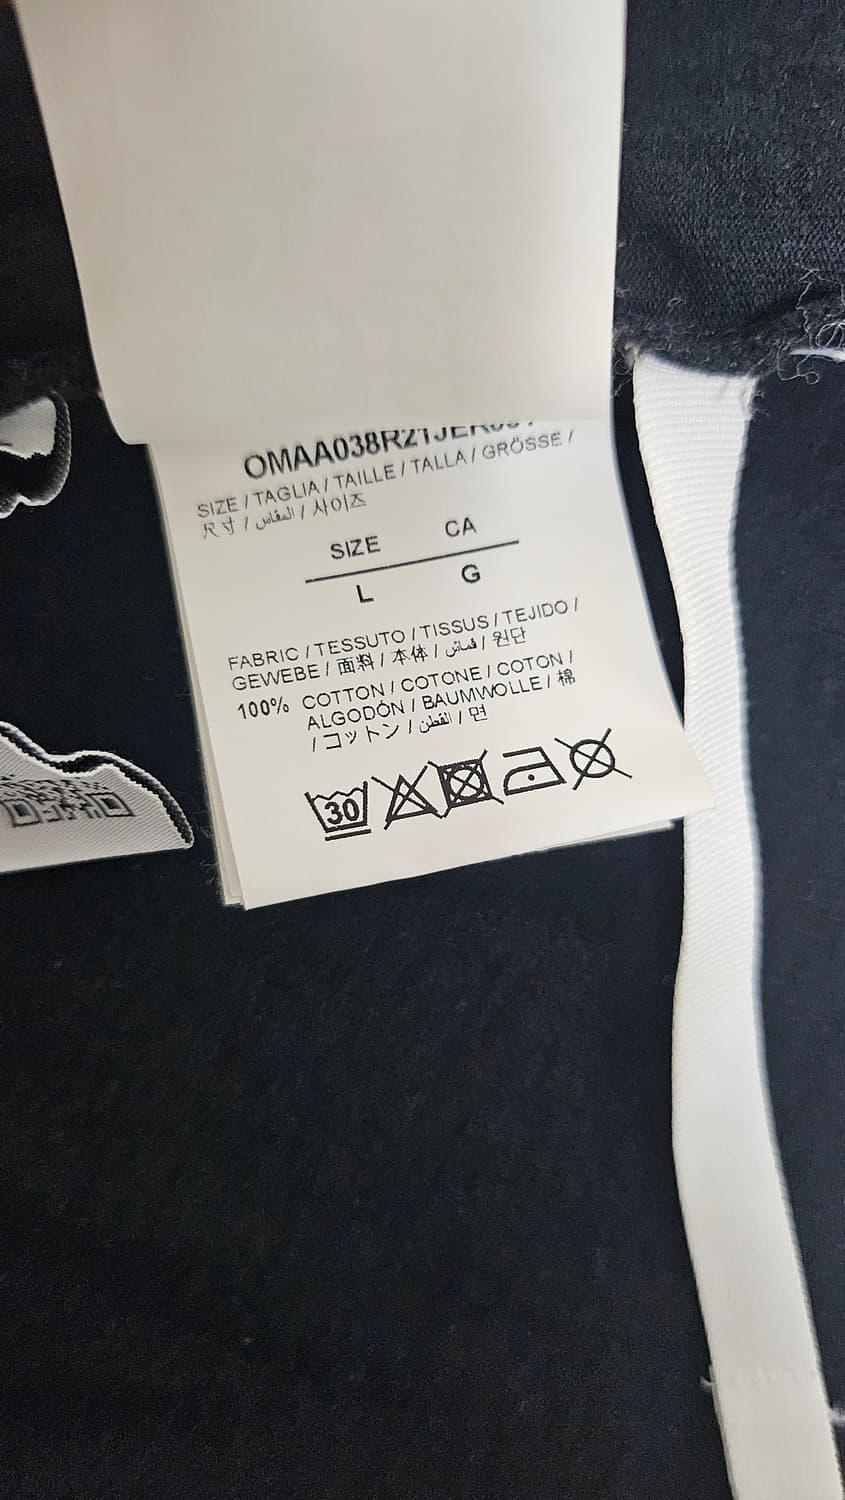 OMAA038R21JER
SIZE / TAGLIA / TAILLE / TALLA / GRÖSSE /
尺寸 / المقاس / 사이즈
SIZE CA
L G
FABRIC / TESSUTO / TISSUS / TEJIDO /
GEWEBE / 面料 / 本体 / قماش / 원단
100% COTTON / COTONE / COTON /
ALGODÓN / BAUMWOLLE / 棉
/ コットン / القطن / 면
30